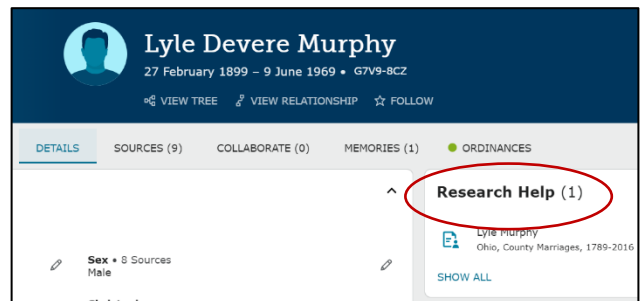 Lyle Devere Murphy
27 February 1899 – 9 June 1969 • G7V9-8CZ
VIEW TREE VIEW RELATIONSHIP FOLLOW
DETAILS SOURCES (9) COLLABORATE (0) MEMORIES (1) ORDINANCES
Research Help (1)
Lyle Murphy
Ohio, County Marriages, 1789-2016
Sex • 8 Sources
Male
SHOW ALL